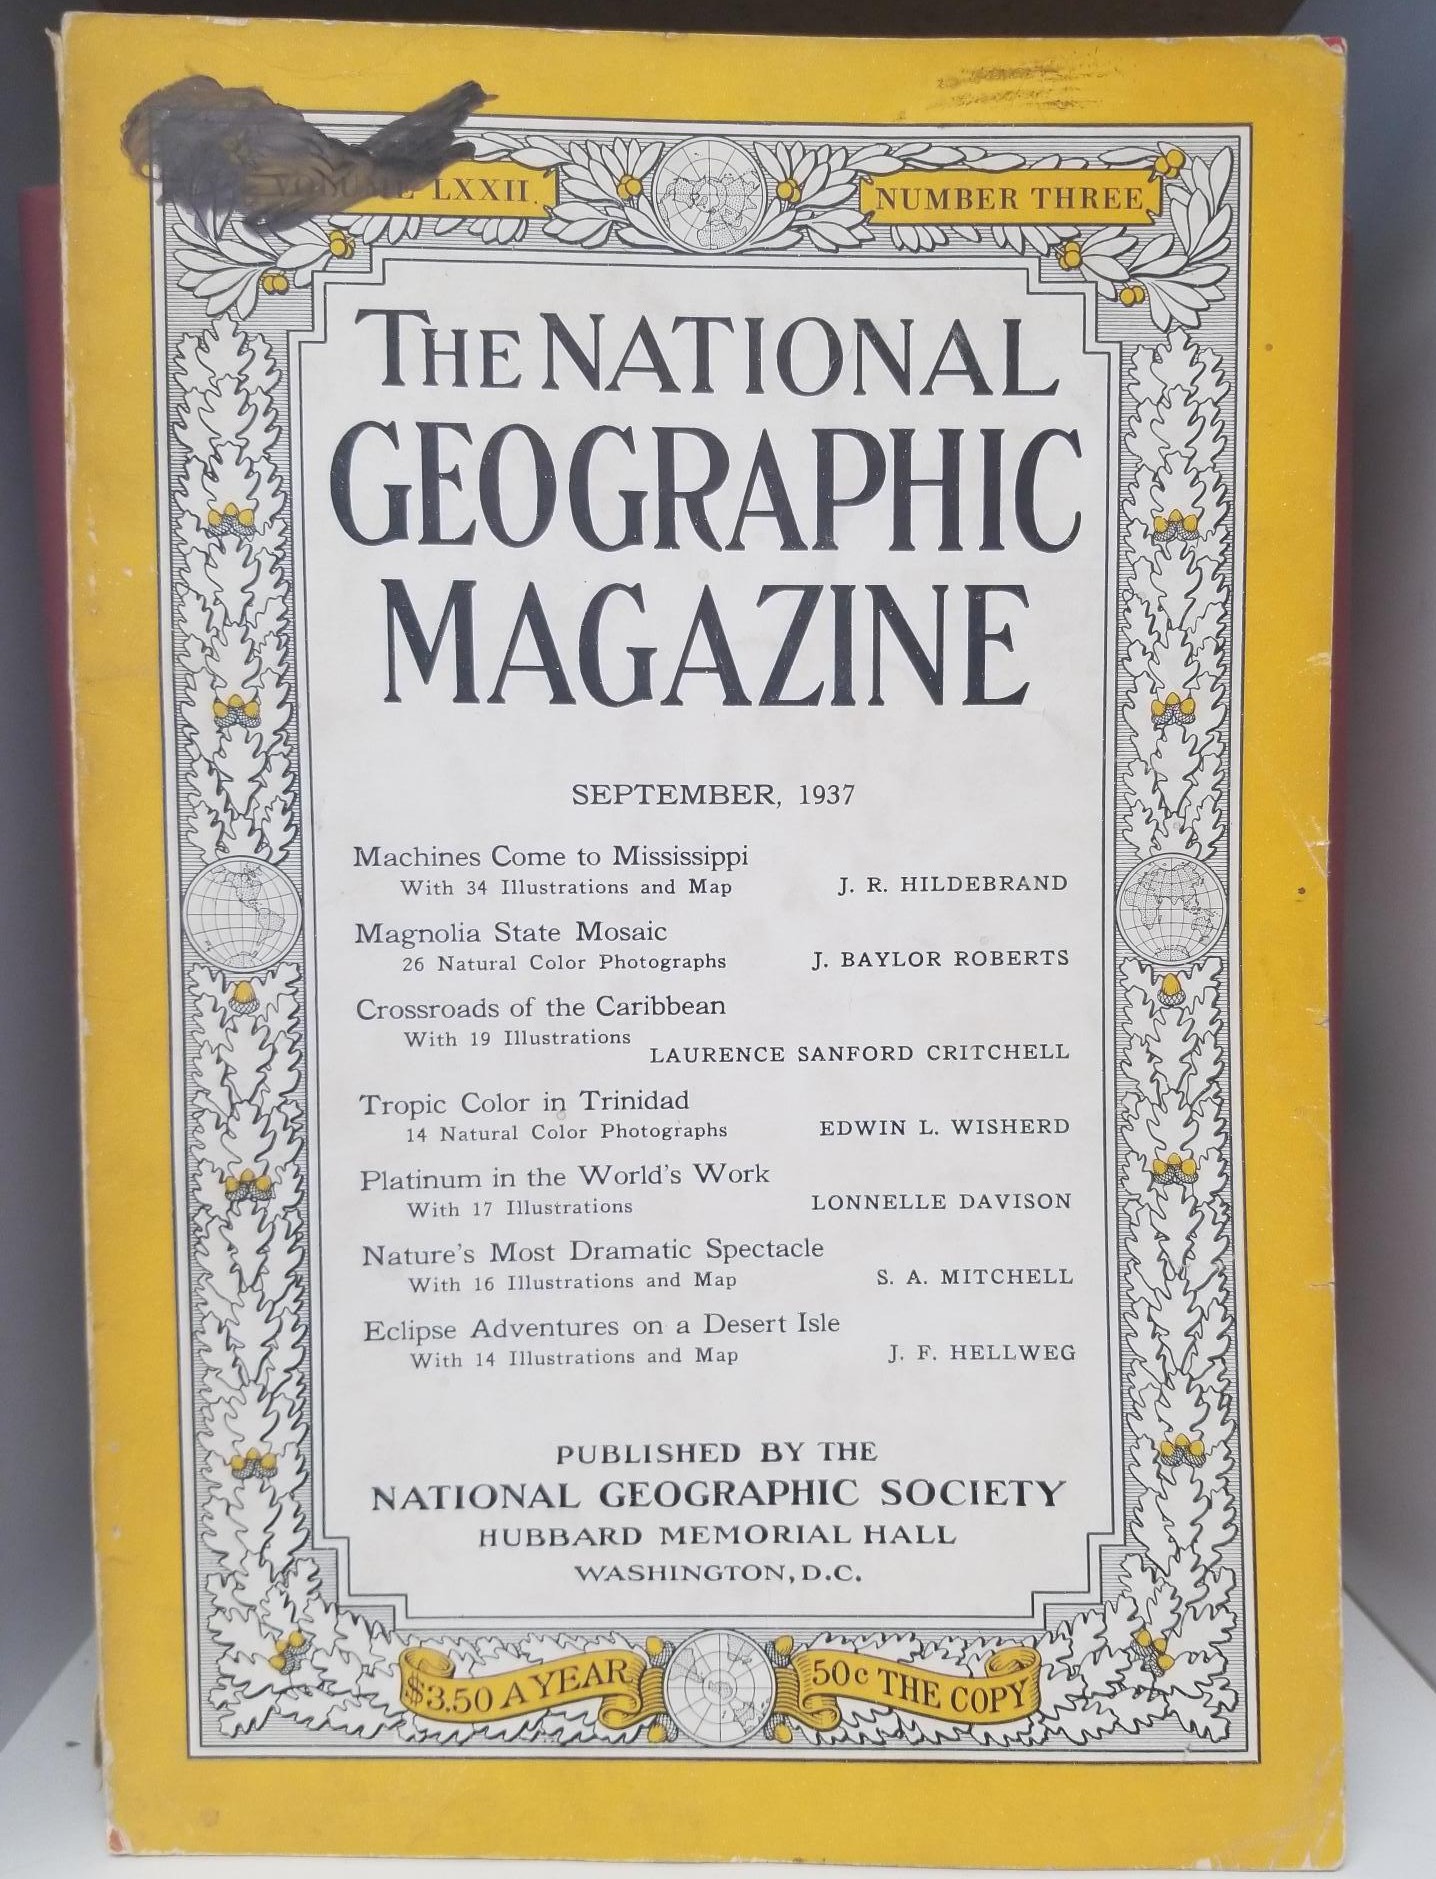 VOLUME LXXII.
NUMBER THREE
THE NATIONAL
GEOGRAPHIC
MAGAZINE
SEPTEMBER, 1937
Machines Come to Mississippi
With 34 Illustrations and Map
J. R. HILDEBRAND
Magnolia State Mosaic
26 Natural Color Photographs
J. BAYLOR ROBERTS
Crossroads of the Caribbean
With 19 Illustrations
LAURENCE SANFORD CRITCHELL
Tropic Color in Trinidad
14 Natural Color Photographs
EDWIN L. WISHERD
Platinum in the World's Work
With 17 Illustrations
LONNELLE DAVISON
Nature's Most Dramatic Spectacle
With 16 Illustrations and Map
S. A. MITCHELL
Eclipse Adventures on a Desert Isle
With 14 Illustrations and Map
J. F. HELLWEG
PUBLISHED BY THE
NATIONAL GEOGRAPHIC SOCIETY
HUBBARD MEMORIAL HALL
WASHINGTON, D.C.
$3.50 A YEAR
50c THE COPY